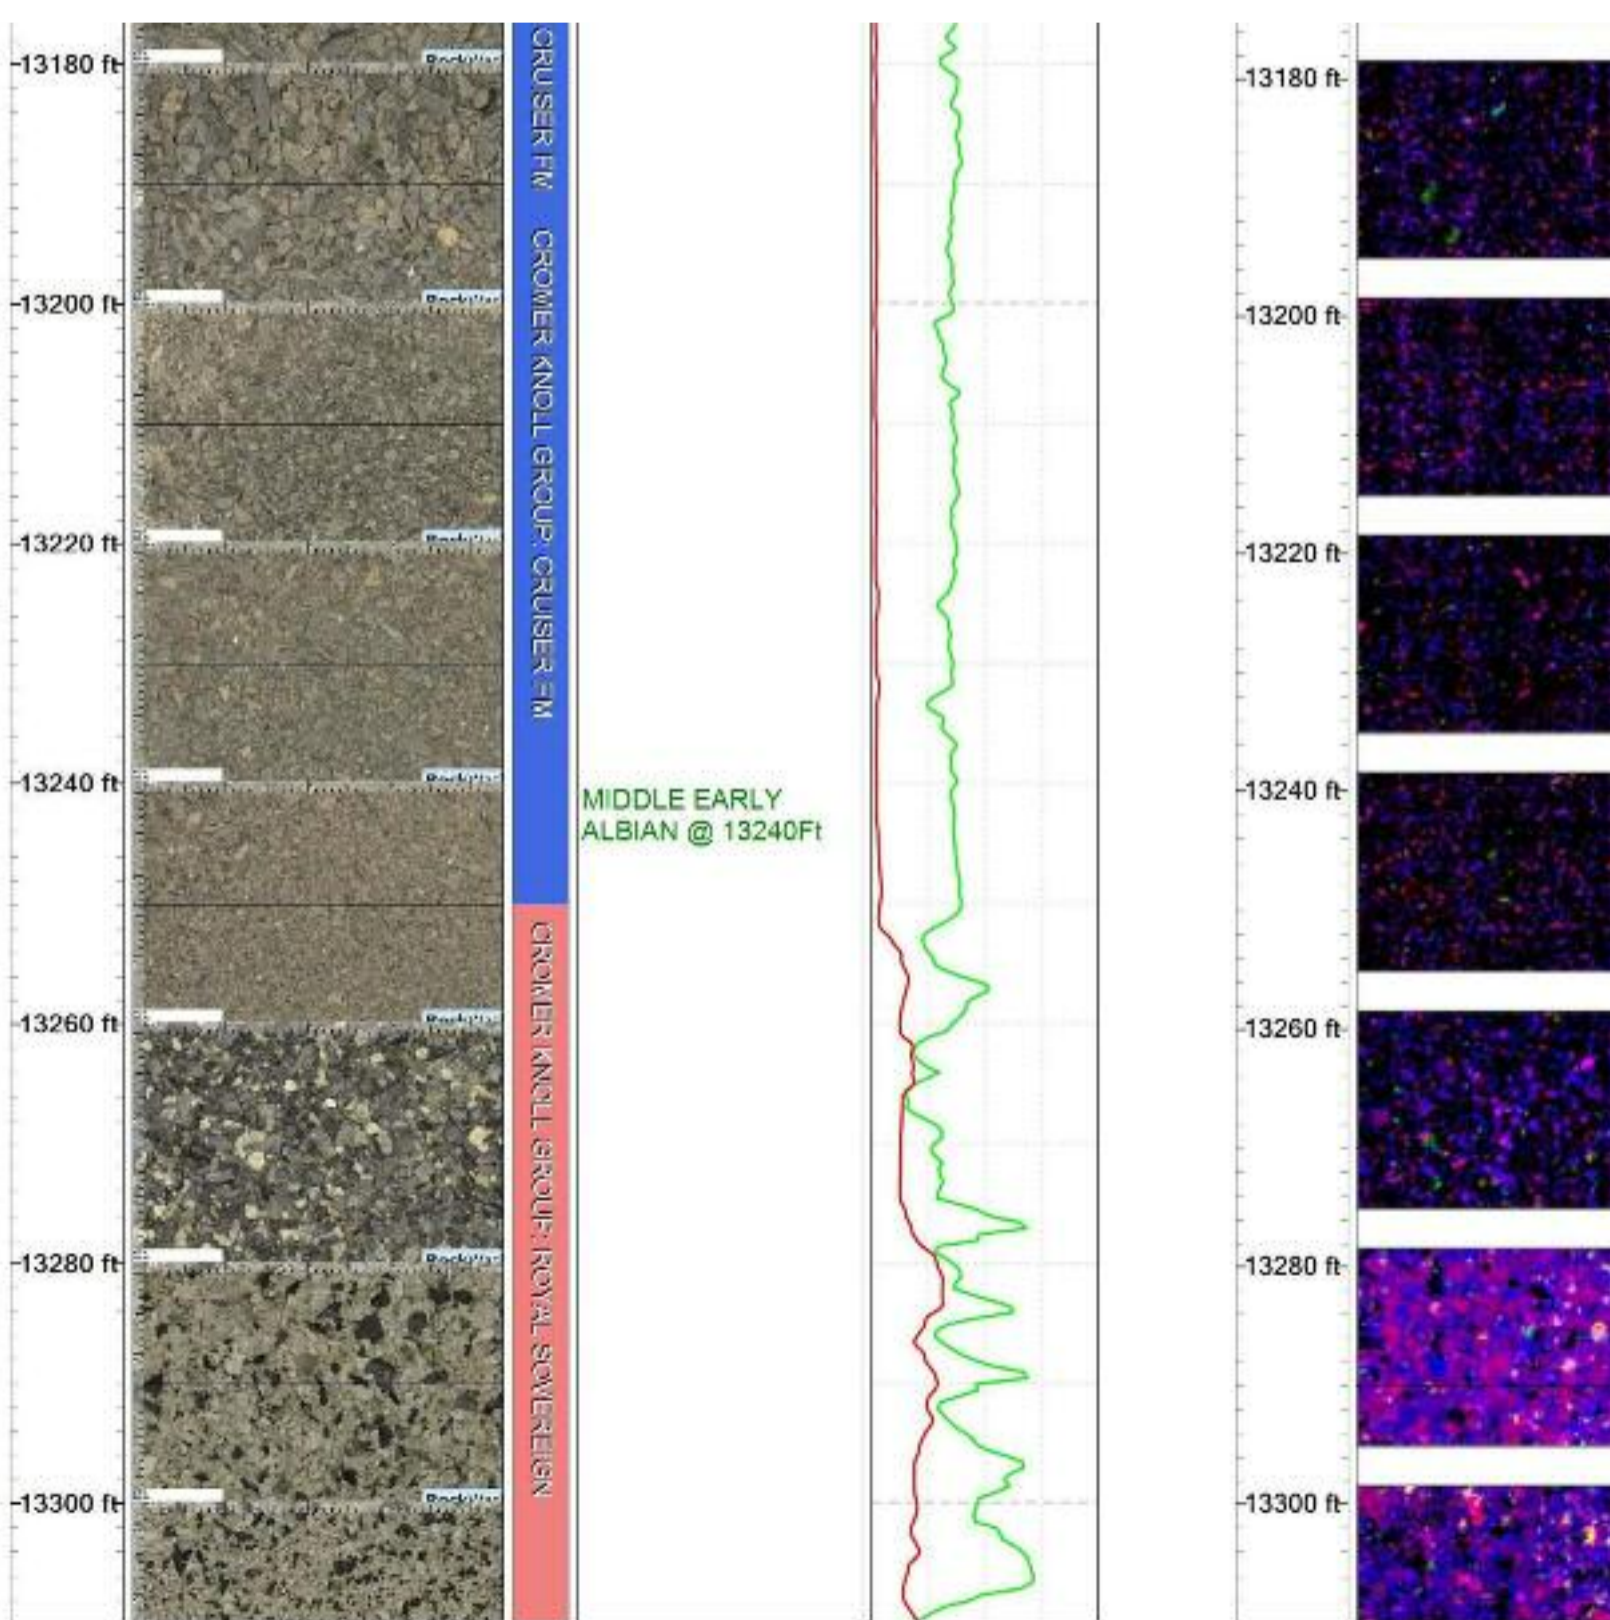 13180 ft
13200 ft
13220 ft
13240 ft
13260 ft
13280 ft
13300 ft
CRUISER FM
CROMER KNOLL GROUP: CRUISER FM
CROMER KNOLL GROUP: ROYAL SOVEREIGN
MIDDLE EARLY
ALBIAN @ 13240Ft
13180 ft
13200 ft
13220 ft
13240 ft
13260 ft
13280 ft
13300 ft